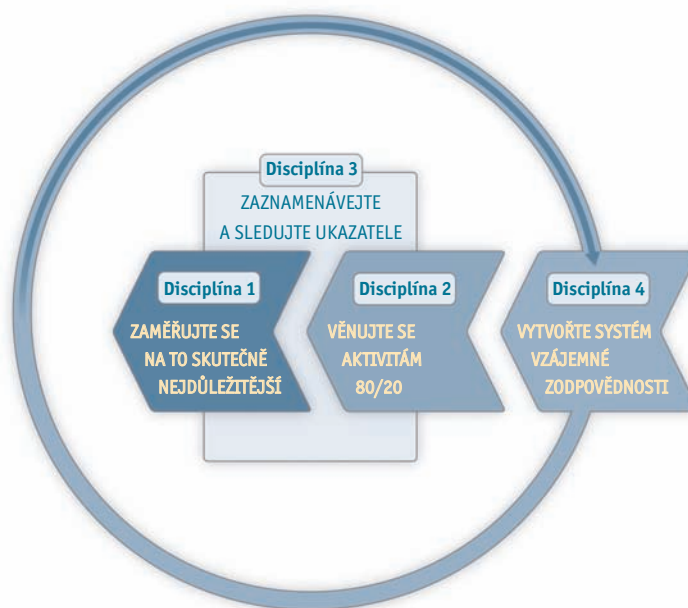 Disciplína 3
ZAZNAMENÁVEJTE
A SLEDUJTE UKAZATELE
Disciplína 1
ZAMĚŘUJTE SE
NA TO SKUTEČNĚ
NEJDŮLEŽITĚJŠÍ
Disciplína 2
VĚNUJTE SE
AKTIVITÁM
80/20
Disciplína 4
VYTVOŘTE SYSTÉM
VZÁJEMNÉ
ZODPOVĚDNOSTI